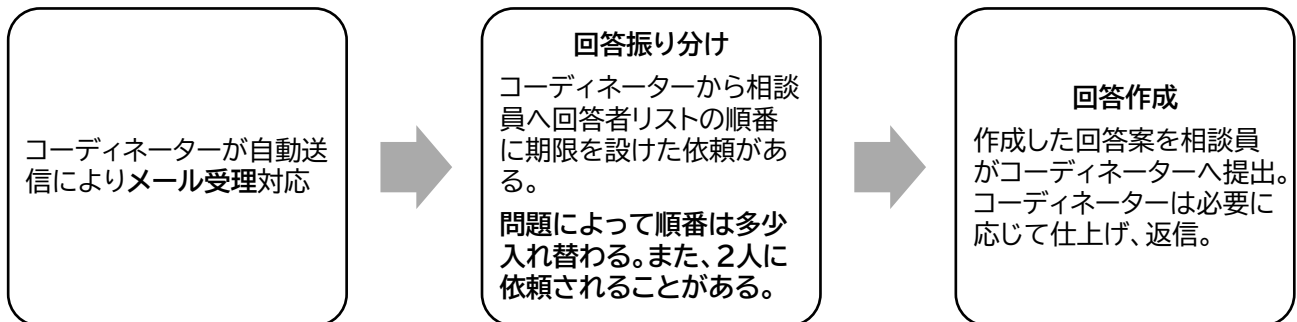 コーディネーターが自動送
信によりメール受理対応
回答振り分け
コーディネーターから相談
員へ回答者リストの順番
に期限を設けた依頼があ
る。
問題によって順番は多少
入れ替わる。また、2人に
依頼されることがある。
回答作成
作成した回答案を相談員
がコーディネーターへ提出。
コーディネーターは必要に
応じて仕上げ、返信。